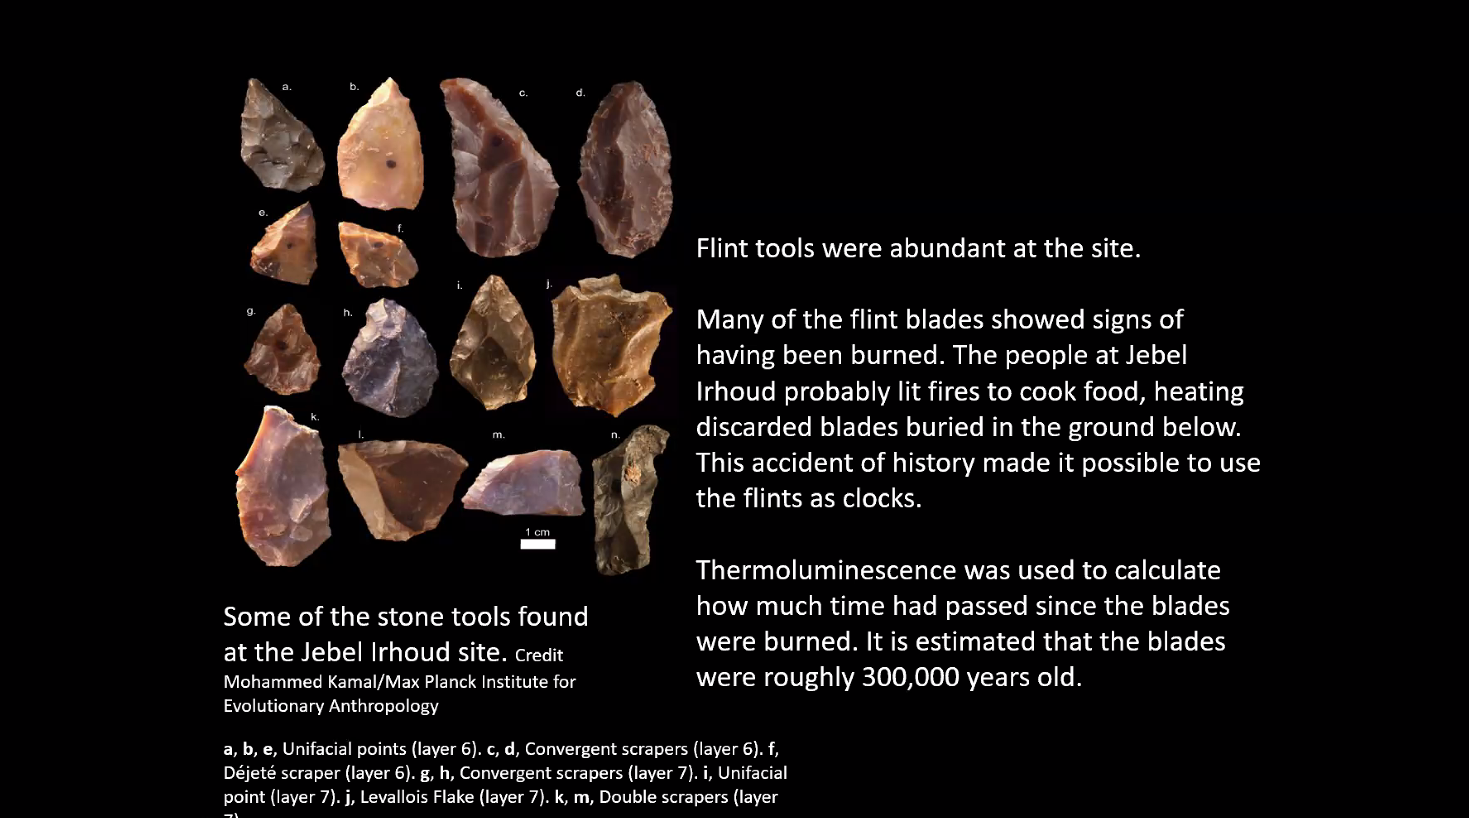 a.
b.
c.
d.
e.
f.
g.
h.
i.
j.
k.
l.
m.
n.
1 cm
Some of the stone tools found
at the Jebel Irhoud site. Credit
Mohammed Kamal/Max Planck Institute for
Evolutionary Anthropology
a, b, e, Unifacial points (layer 6). c, d, Convergent scrapers (layer 6). f,
Déjeté scraper (layer 6). g, h, Convergent scrapers (layer 7). i, Unifacial
point (layer 7). j, Levallois Flake (layer 7). k, m, Double scrapers (layer
Flint tools were abundant at the site.
Many of the flint blades showed signs of
having been burned. The people at Jebel
Irhoud probably lit fires to cook food, heating
discarded blades buried in the ground below.
This accident of history made it possible to use
the flints as clocks.
Thermoluminescence was used to calculate
how much time had passed since the blades
were burned. It is estimated that the blades
were roughly 300,000 years old.